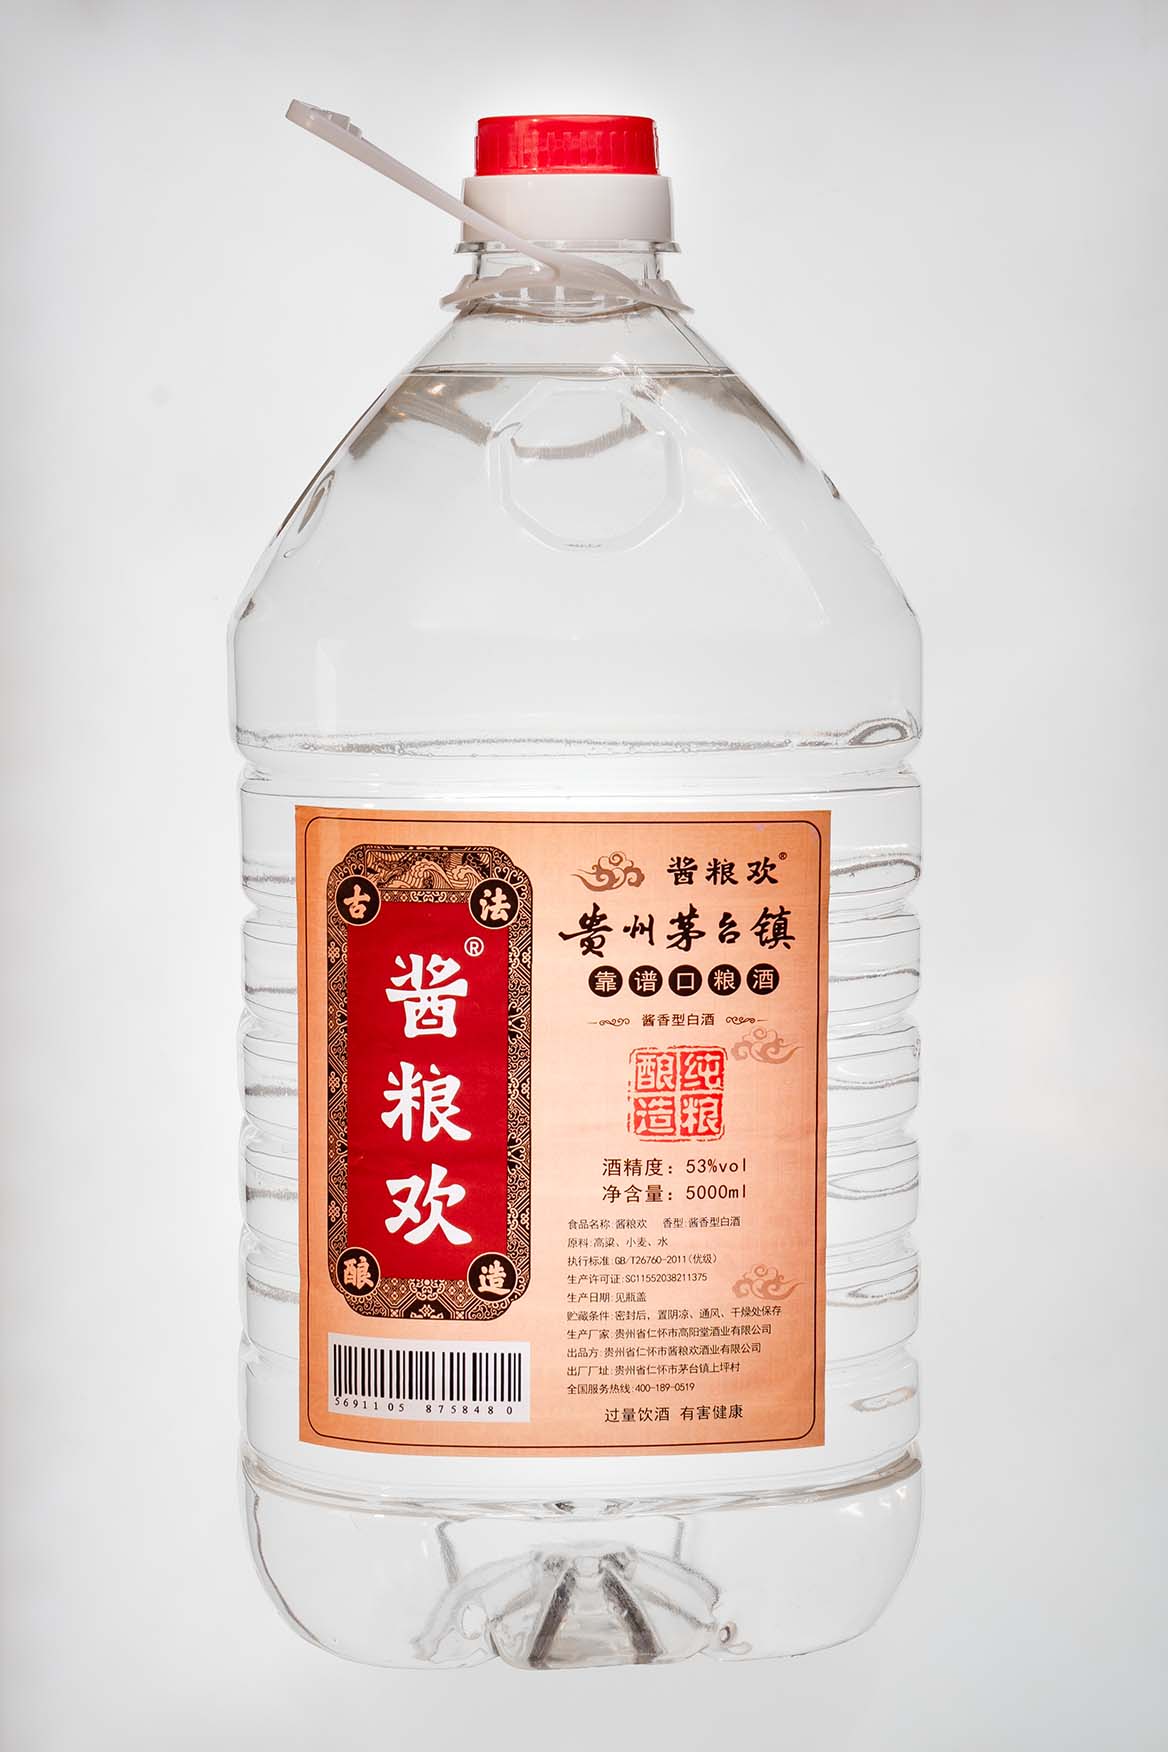 古法
酱粮欢®
酿造
5691105 8758480
酱粮欢®
贵州茅台镇
靠谱口粮酒
酱香型白酒
纯粮
酿造
酒精度：53%vol
净含量：5000ml
食品名称:酱粮欢 香型:酱香型白酒
原料:高粱、小麦、水
执行标准:GB/T26760-2011(优级)
生产许可证:SC11552038211375
生产日期:见瓶盖
贮藏条件:密封后，置阴凉、通风、干燥处保存
生产厂家:贵州省仁怀市高阳堂酒业有限公司
出品方:贵州省仁怀市酱粮欢酒业有限公司
出厂厂址:贵州省仁怀市茅台镇上坪村
全国服务热线:400-189-0519
过量饮酒 有害健康